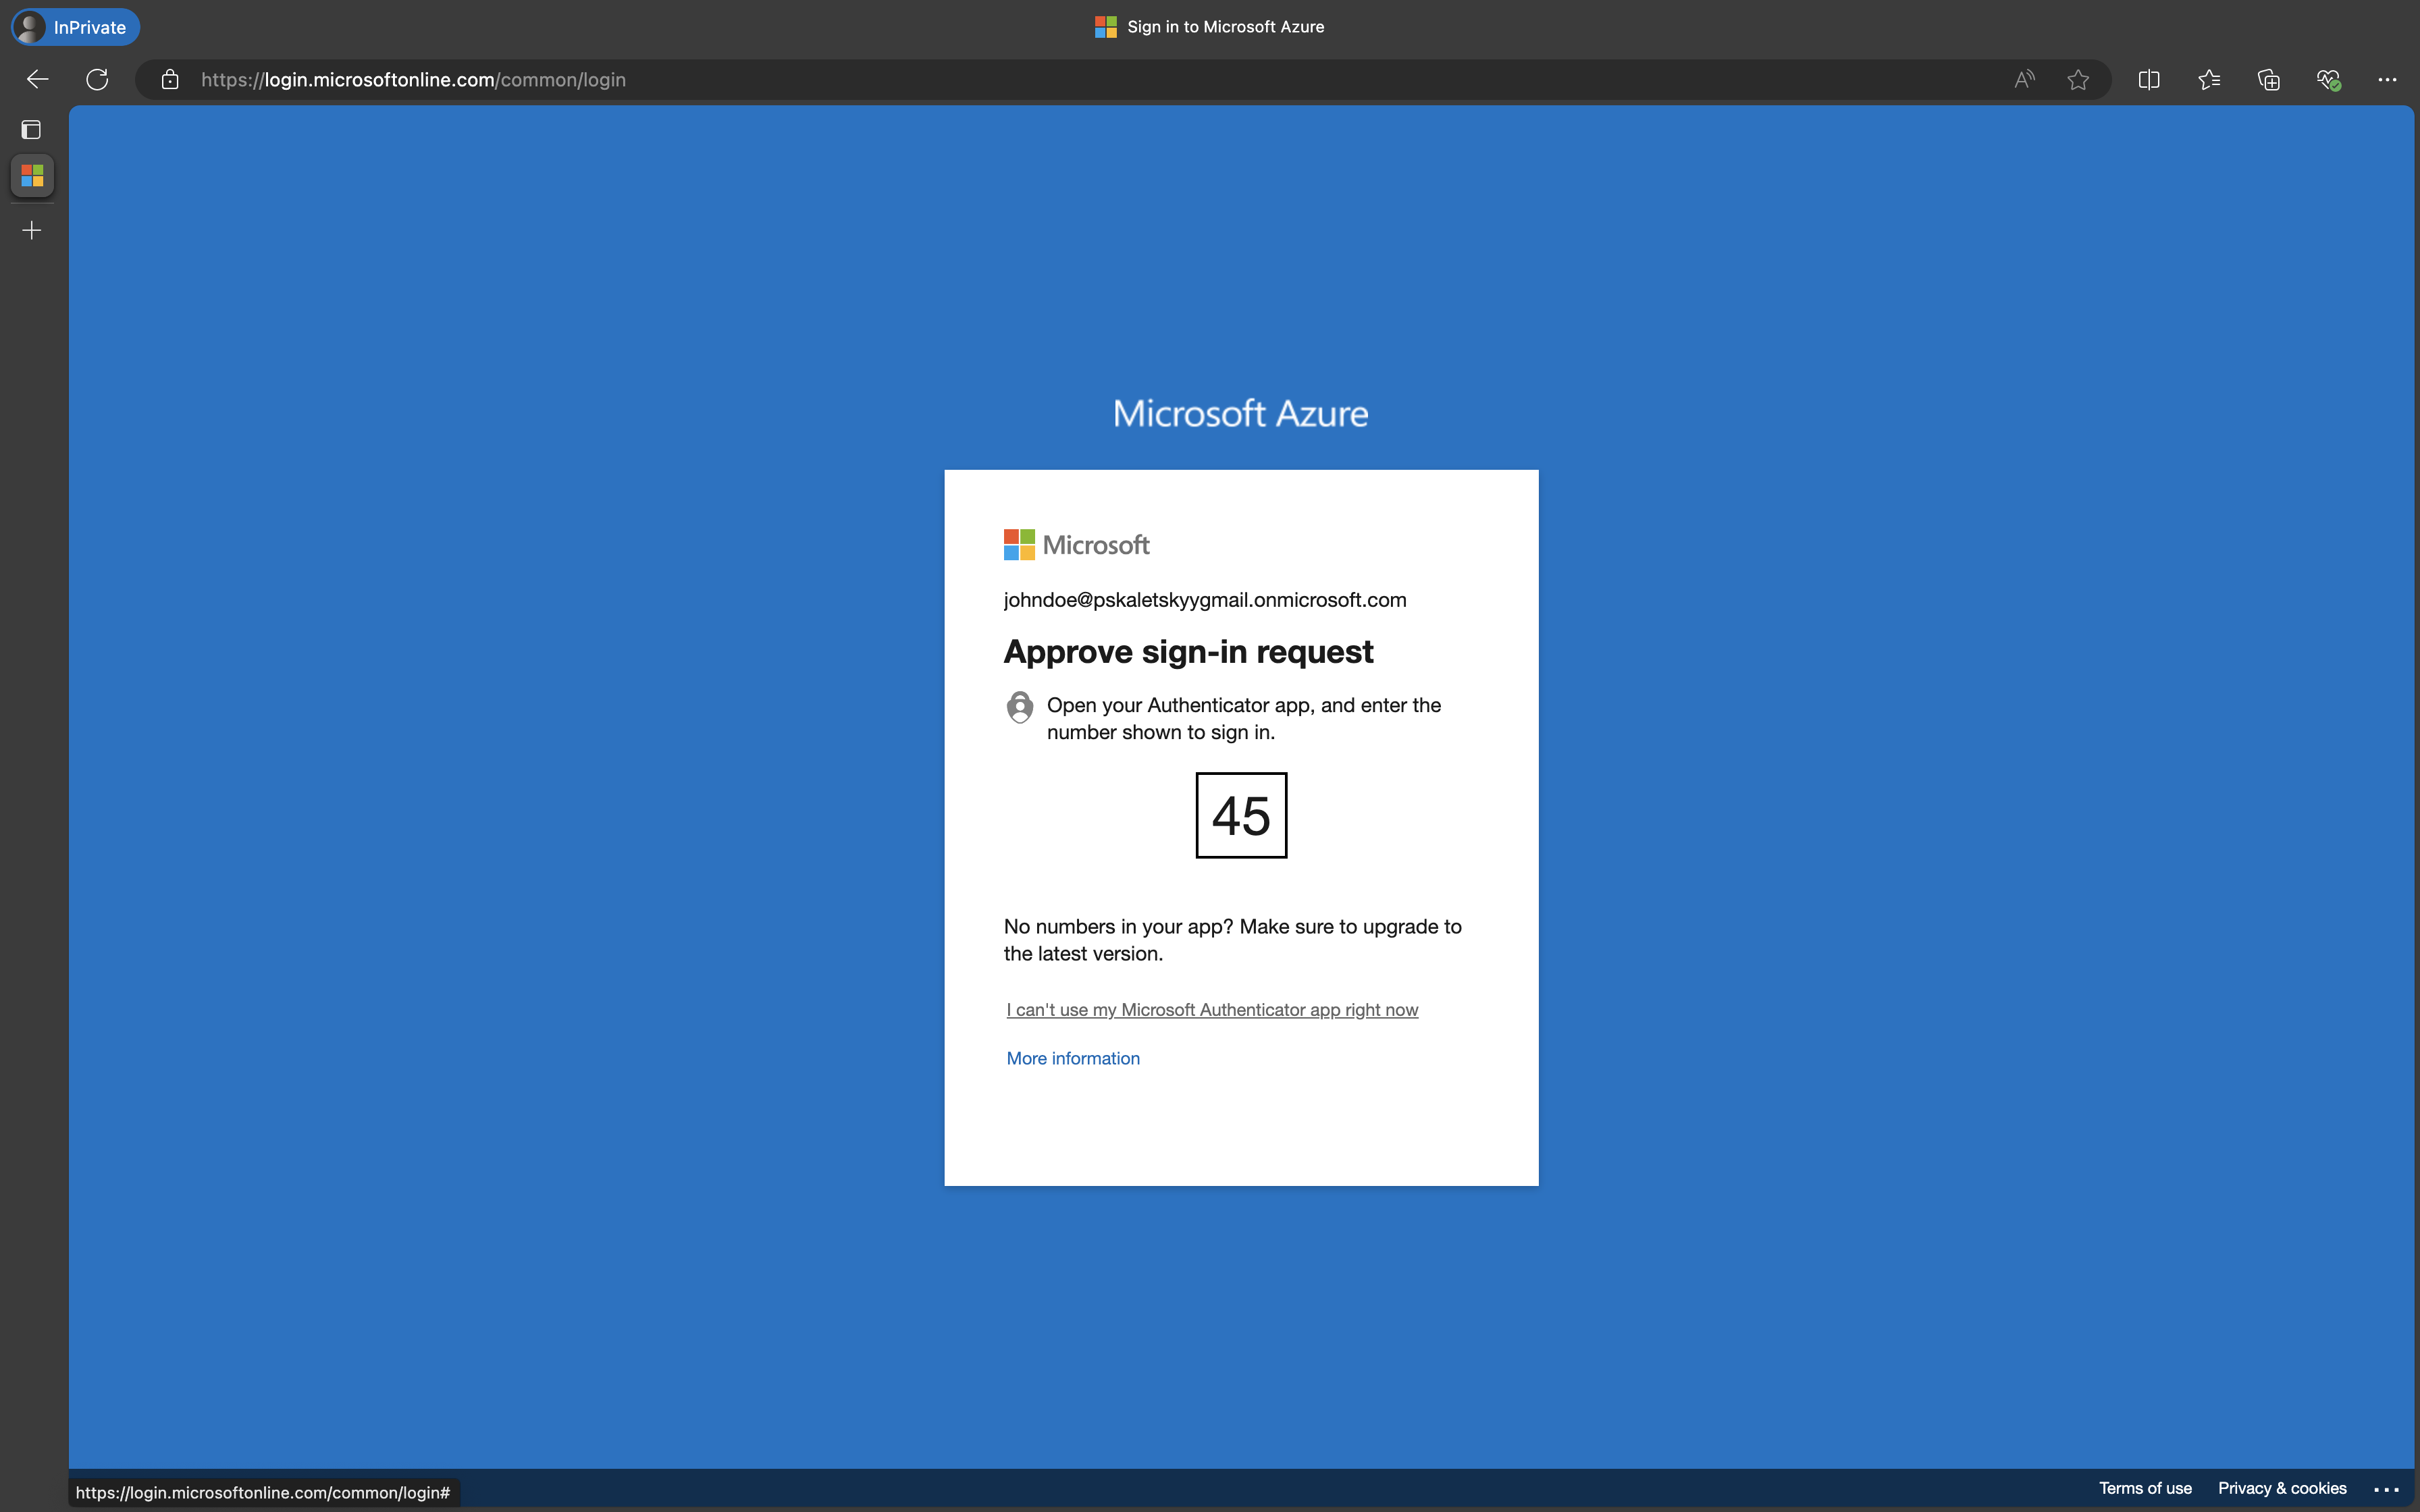 InPrivate
Sign in to Microsoft Azure
https://login.microsoftonline.com/common/login
Microsoft Azure
Microsoft
johndoe@pskaletskyygmail.onmicrosoft.com
Approve sign-in request
Open your Authenticator app, and enter the
number shown to sign in.
45
No numbers in your app? Make sure to upgrade to
the latest version.
I can't use my Microsoft Authenticator app right now
More information
https://login.microsoftonline.com/common/login#
Terms of use Privacy & cookies ...